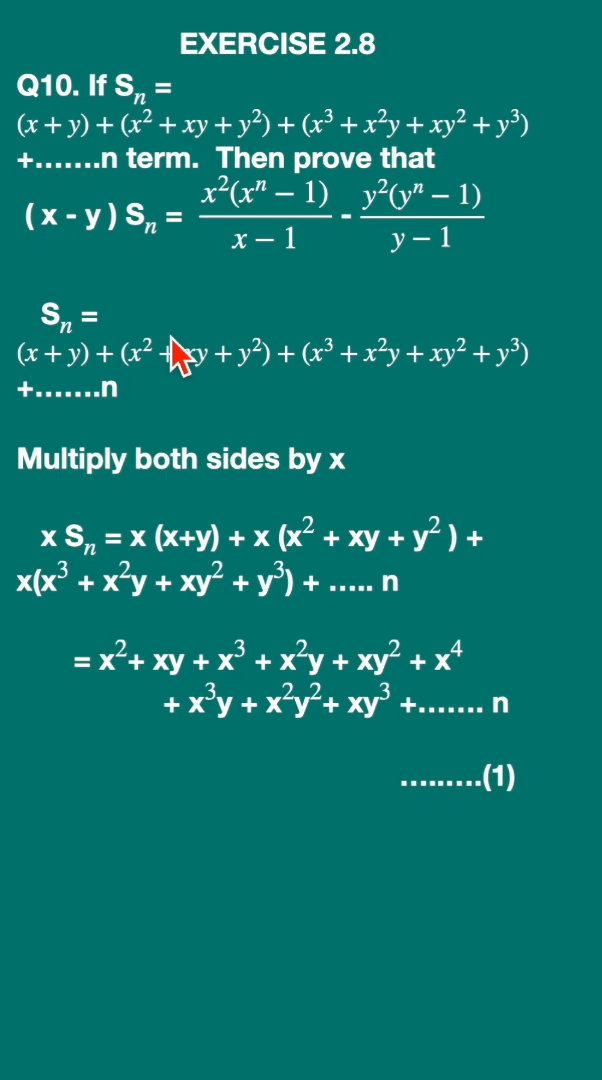 EXERCISE 2.8
Q10. If Sₙ =
(x + y) + (x² + xy + y²) + (x³ + x²y + xy² + y³)
+.......n term. Then prove that
( x - y ) Sₙ = x²(xⁿ − 1)/(x − 1) - y²(yⁿ − 1)/(y − 1)
Sₙ =
(x + y) + (x² + xy + y²) + (x³ + x²y + xy² + y³)
+.......n
Multiply both sides by x
x Sₙ = x (x+y) + x (x² + xy + y² ) +
x(x³ + x²y + xy² + y³) + ..... n
= x²+ xy + x³ + x²y + xy² + x⁴
+ x³y + x²y²+ xy³ +....... n
.........(1)